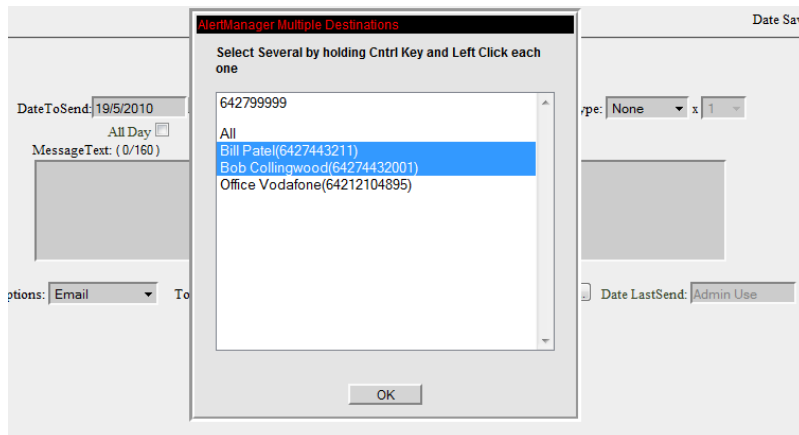 AlertManager Multiple Destinations
Date Sav
Select Several by holding Cntrl Key and Left Click each
one
642799999
DateToSend: 19/5/2010
ype: None x 1
All Day
All
MessageText: ( 0/160 )
Bill Patel(6427443211)
Bob Collingwood(64274432001)
Office Vodafone(64212104895)
ptions: Email To
. Date LastSend: Admin Use
OK